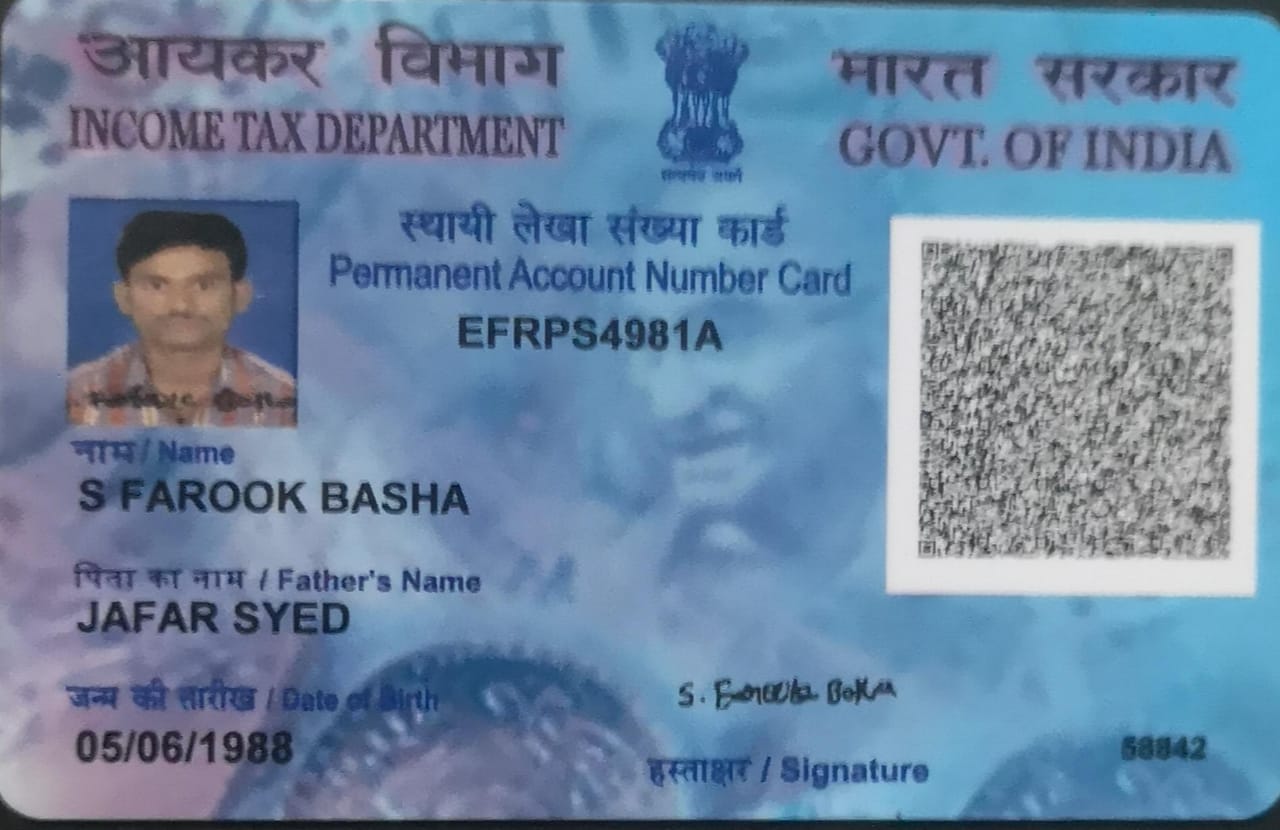 आयकर विभाग
INCOME TAX DEPARTMENT
सत्यमेव जयते
भारत सरकार
GOVT. OF INDIA
स्थायी लेखा संख्या कार्ड
Permanent Account Number Card
EFRPS4981A
नाम / Name
S FAROOK BASHA
पिता का नाम / Father's Name
JAFAR SYED
जन्म की तारीख / Date of Birth
05/06/1988
S. Farook Basha
हस्ताक्षर / Signature